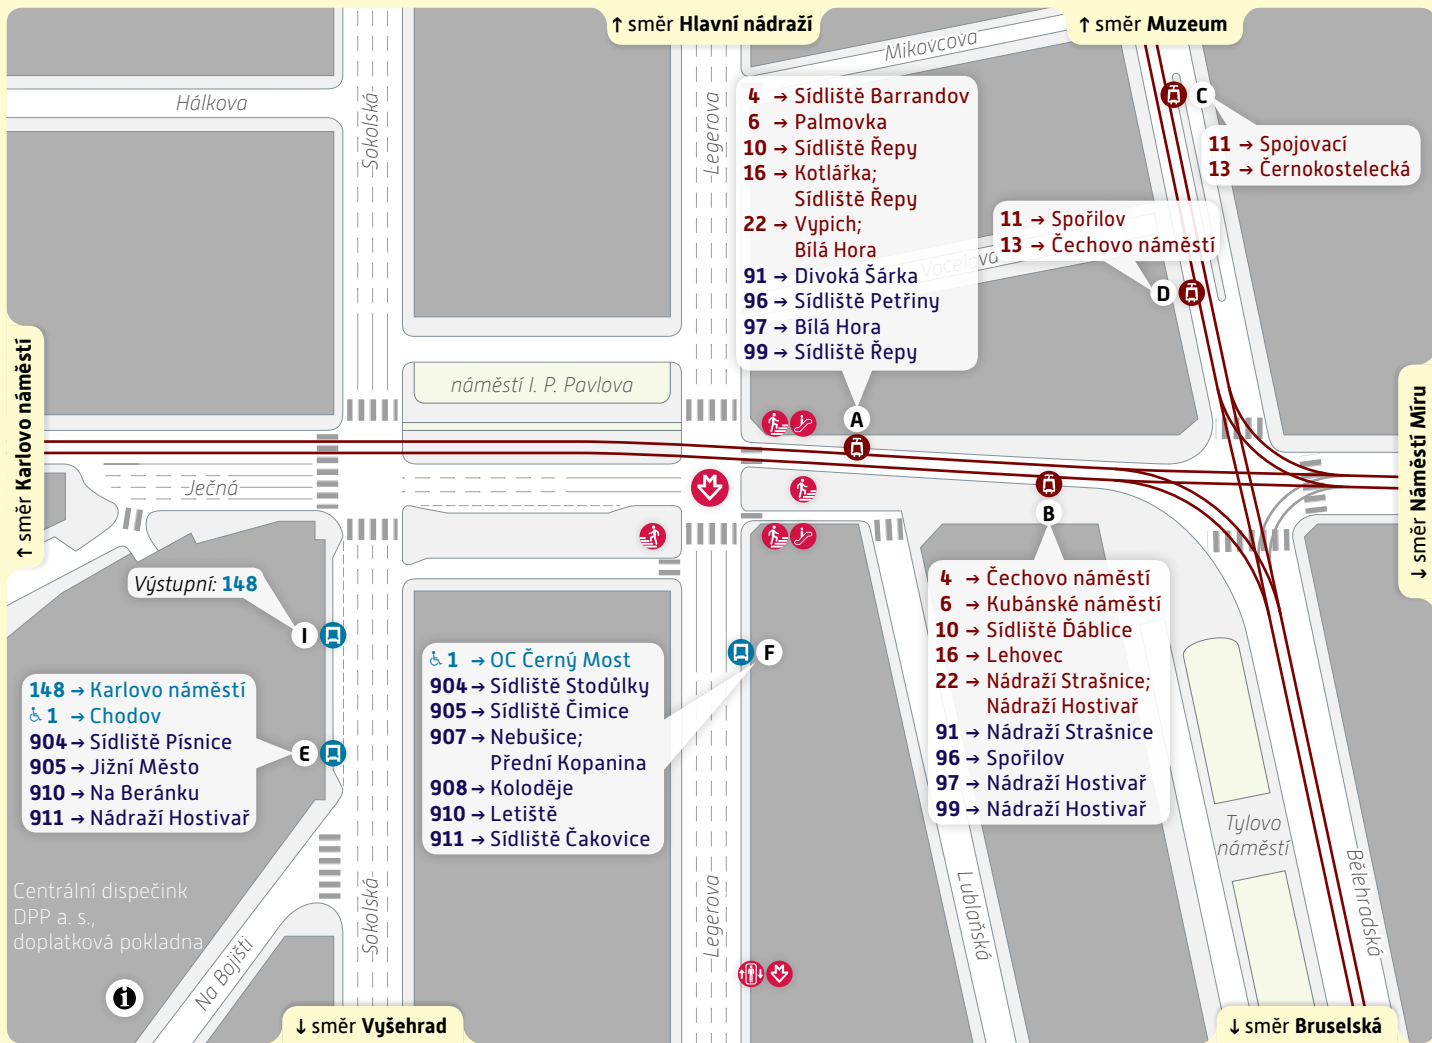 ↑ směr Hlavní nádraží
↑ směr Muzeum
Mikovcova
Hálkova
Sokolská
Legerova
4 → Sídliště Barrandov
6 → Palmovka
10 → Sídliště Řepy
16 → Kotlářka;
Sídliště Řepy
22 → Vypich;
Bílá Hora
91 → Divoká Šárka
96 → Sídliště Petřiny
97 → Bílá Hora
99 → Sídliště Řepy
C
11 → Spojovací
13 → Černokostelecká
11 → Spořilov
13 → Čechovo náměstí
Vocelova
D
↑ směr Karlovo náměstí
náměstí I. P. Pavlova
A
↓ směr Náměstí Míru
Ječná
B
Výstupní: 148
I
4 → Čechovo náměstí
6 → Kubánské náměstí
10 → Sídliště Ďáblice
16 → Lehovec
22 → Nádraží Strašnice;
Nádraží Hostivař
91 → Nádraží Strašnice
96 → Spořilov
97 → Nádraží Hostivař
99 → Nádraží Hostivař
F
♿ 1 → OC Černý Most
904 → Sídliště Stodůlky
905 → Sídliště Čimice
907 → Nebušice;
Přední Kopanina
908 → Koloděje
910 → Letiště
911 → Sídliště Čakovice
148 → Karlovo náměstí
♿ 1 → Chodov
904 → Sídliště Písnice
905 → Jižní Město
910 → Na Beránku
911 → Nádraží Hostivař
E
Tylovo
náměstí
Bělehradská
Lublaňská
Sokolská
Legerova
Centrální dispečink
DPP a. s.,
doplatková pokladna
Na Bojišti
i
↓ směr Vyšehrad
↓ směr Bruselská